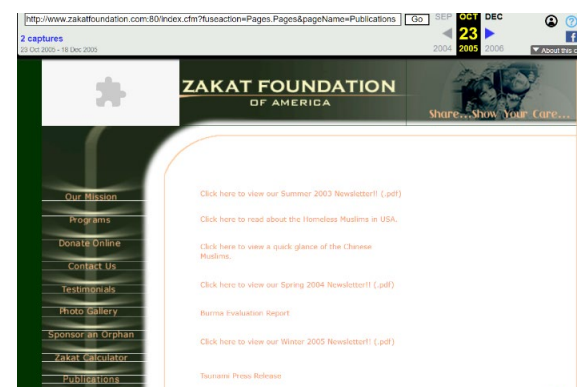 http://www.zakatfoundation.com:80/index.cfm?fuseaction=Pages.Pages&pageName=Publications Go SEP OCT DEC
2 captures 23
23 Oct 2005 - 18 Dec 2005 2004 2005 2006 About this c
ZAKAT FOUNDATION
OF AMERICA
Share...Show Your Care...
Our Mission
Programs
Donate Online
Contact Us
Testimonials
Photo Gallery
Sponsor an Orphan
Zakat Calculator
Publications
Click here to view our Summer 2003 Newsletter!! (.pdf)
Click here to read about the Homeless Muslims in USA.
Click here to view a quick glance of the Chinese
Muslims.
Click here to view our Spring 2004 Newsletter!! (.pdf)
Burma Evaluation Report
Click here to view our Winter 2005 Newsletter!! (.pdf)
Tsunami Press Release